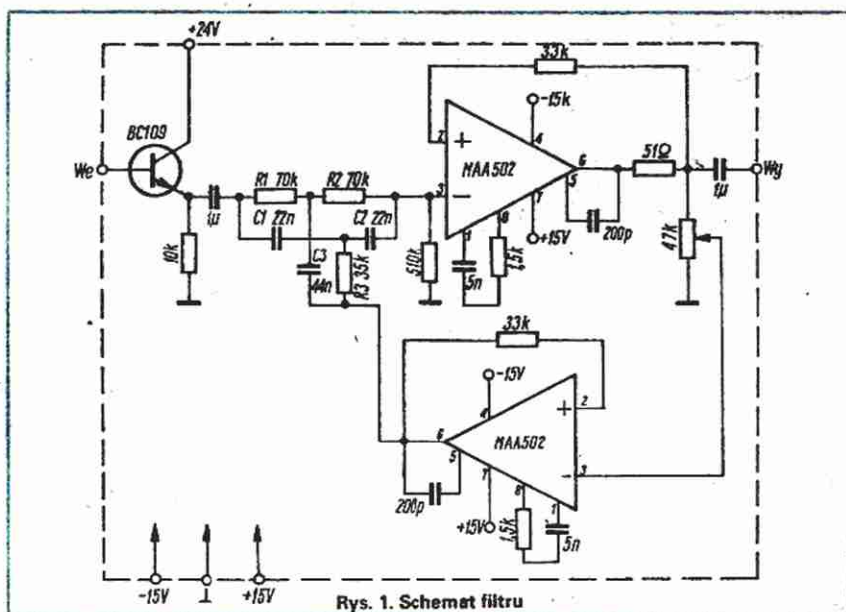 +24V
BC109
We
1μ
10k
R1 70k
R2 70k
C1 22n
C2 22n
C3
44n
R3 35k
510k
33k
2
+
3
−
MAA502
-15k
4
6
5
7
+15V
1
8
5n
1,5k
200p
51Ω
1μ
Wy
47k
33k
-15V
4
2
+
MAA502
−
3
6
5
7
8
1
200p
+15V
1,5k
5n
-15V
⊥
+15V
Rys. 1. Schemat filtru